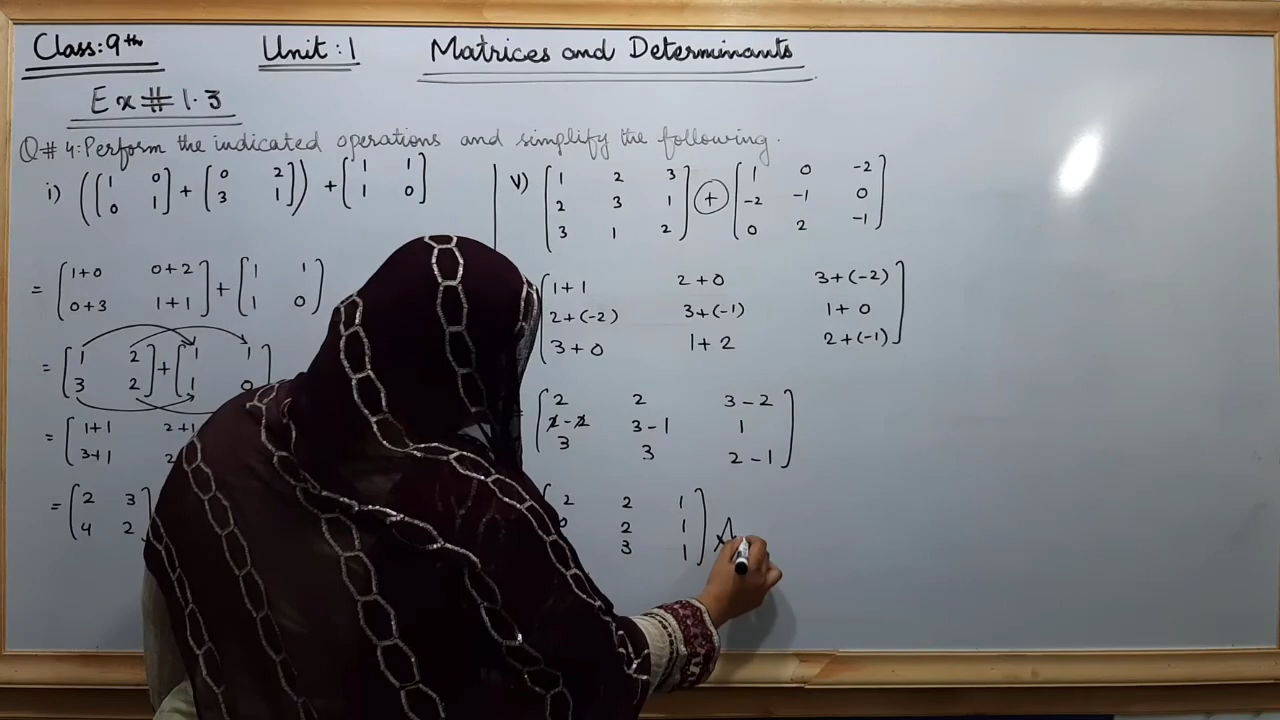 Class: 9th Unit: 1 Matrices and Determinants
Ex # 1.3
Q # 4: Perform the indicated operations and simplify the following.
i) ([1 0
0 1] + [0 2
3 1]) + [1 1
1 0]
= [1+0 0+2
0+3 1+1] + [1 1
1 0]
= [1 2
3 2] + [1 1
1 0
= [1+1 2+1
3+1 2
= [2 3
4 2]
v) [1 2 3
2 3 1
3 1 2] + [1 0 -2
-2 -1 0
0 2 -1]
[1+1 2+0 3+(-2)
2+(-2) 3+(-1) 1+0
3+0 1+2 2+(-1)]
= [2 2 3-2
2-2 3-1 1
3 3 2-1]
[2 2 1
0 2 1
3 1] A